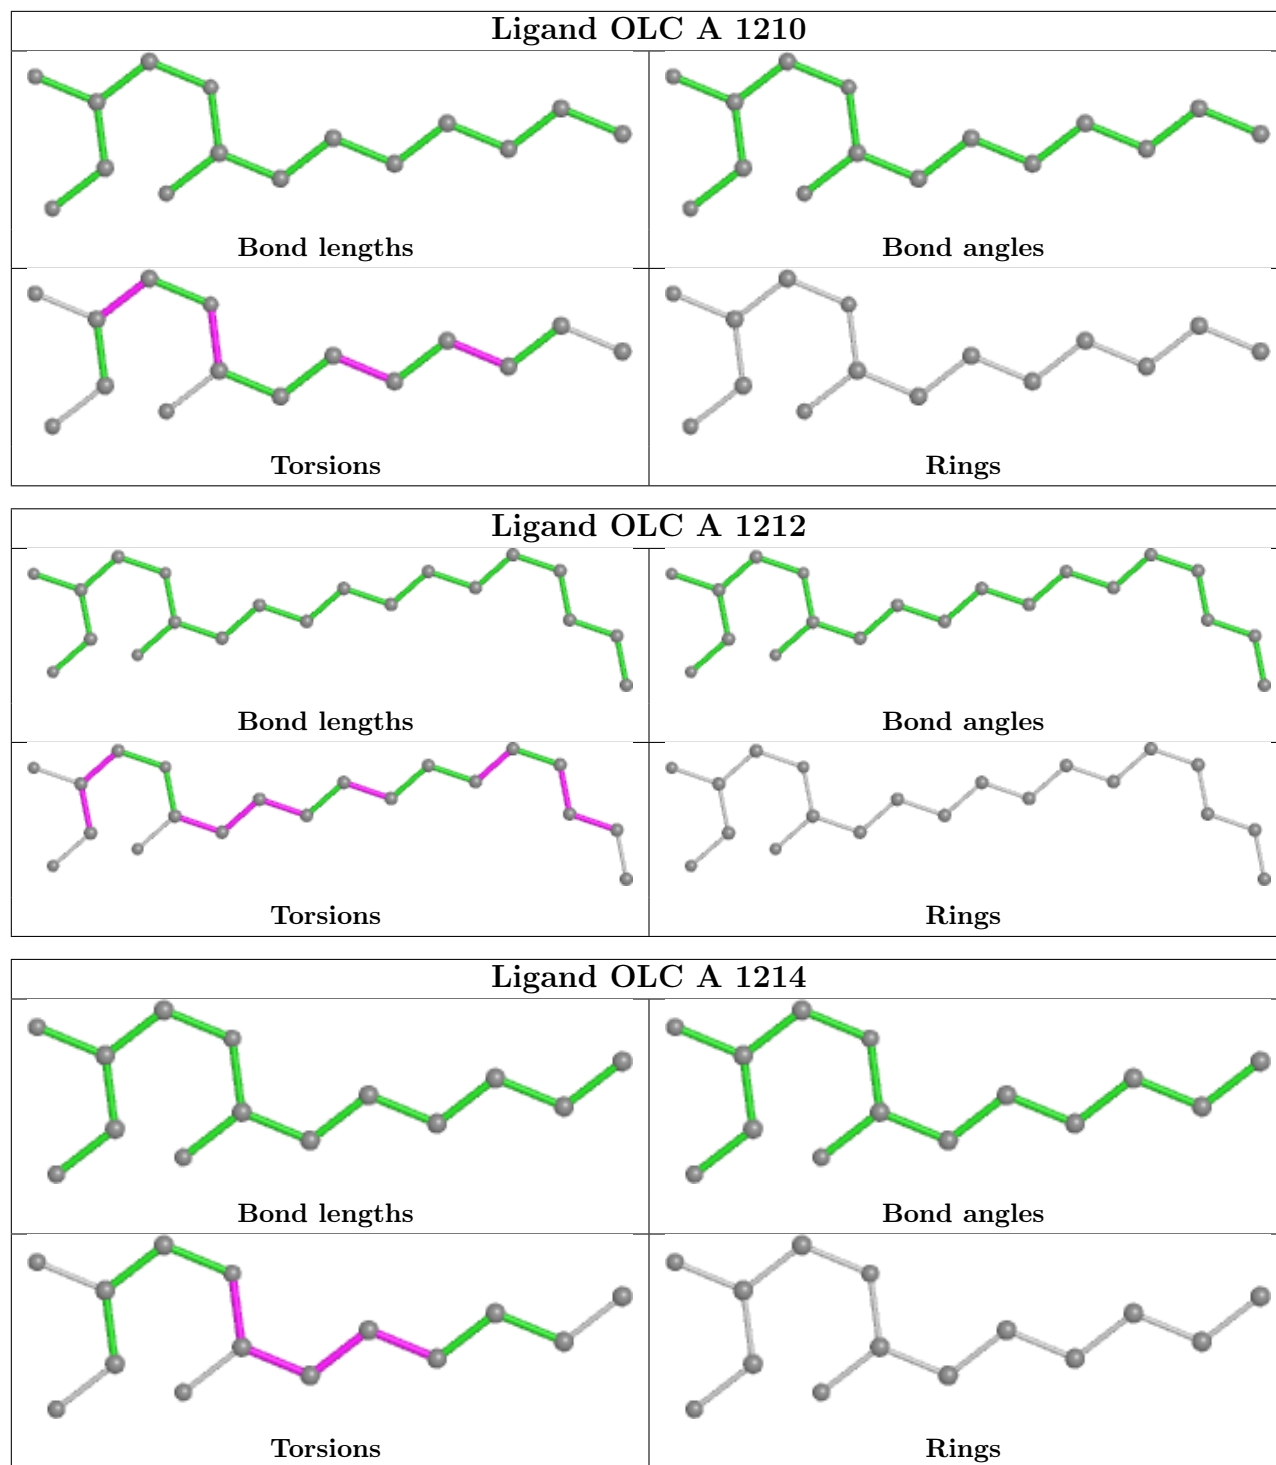 Ligand OLC A 1210
Bond lengths
Bond angles
Torsions
Rings
Ligand OLC A 1212
Bond lengths
Bond angles
Torsions
Rings
Ligand OLC A 1214
Bond lengths
Bond angles
Torsions
Rings